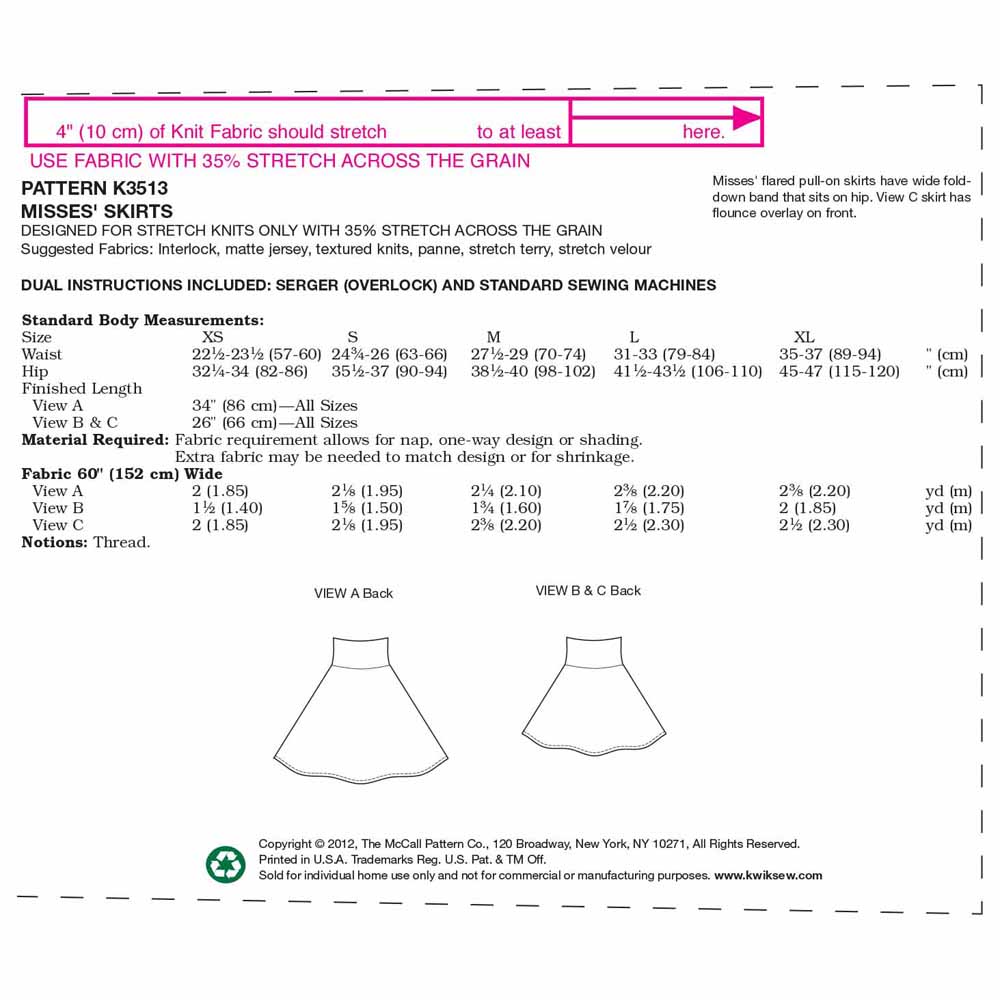 4" (10 cm) of Knit Fabric should stretch to at least here.
USE FABRIC WITH 35% STRETCH ACROSS THE GRAIN
PATTERN K3513
MISSES' SKIRTS
DESIGNED FOR STRETCH KNITS ONLY WITH 35% STRETCH ACROSS THE GRAIN
Suggested Fabrics: Interlock, matte jersey, textured knits, panne, stretch terry, stretch velour
Misses' flared pull-on skirts have wide fold-
down band that sits on hip. View C skirt has
flounce overlay on front.
DUAL INSTRUCTIONS INCLUDED: SERGER (OVERLOCK) AND STANDARD SEWING MACHINES
Standard Body Measurements:
Size XS S M L XL
Waist 22½-23½ (57-60) 24¾-26 (63-66) 27½-29 (70-74) 31-33 (79-84) 35-37 (89-94) " (cm)
Hip 32¼-34 (82-86) 35½-37 (90-94) 38½-40 (98-102) 41½-43½ (106-110) 45-47 (115-120) " (cm)
Finished Length
View A 34" (86 cm)—All Sizes
View B & C 26" (66 cm)—All Sizes
Material Required: Fabric requirement allows for nap, one-way design or shading.
Extra fabric may be needed to match design or for shrinkage.
Fabric 60" (152 cm) Wide
View A 2 (1.85) 2⅛ (1.95) 2¼ (2.10) 2⅜ (2.20) 2⅜ (2.20) yd (m)
View B 1½ (1.40) 1⅝ (1.50) 1¾ (1.60) 1⅞ (1.75) 2 (1.85) yd (m)
View C 2 (1.85) 2⅛ (1.95) 2⅜ (2.20) 2½ (2.30) 2½ (2.30) yd (m)
Notions: Thread.
VIEW A Back
VIEW B & C Back
Copyright © 2012, The McCall Pattern Co., 120 Broadway, New York, NY 10271, All Rights Reserved.
Printed in U.S.A. Trademarks Reg. U.S. Pat. & TM Off.
Sold for individual home use only and not for commercial or manufacturing purposes. www.kwiksew.com